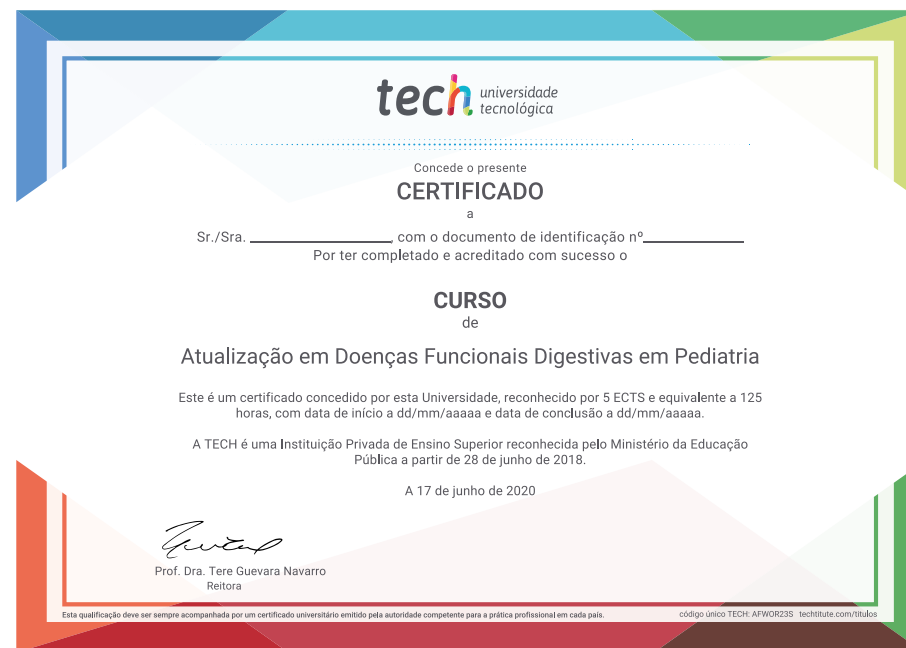 tech universidade
tecnológica
Concede o presente
CERTIFICADO
a
Sr./Sra. ________________, com o documento de identificação nº____________
Por ter completado e acreditado com sucesso o
CURSO
de
Atualização em Doenças Funcionais Digestivas em Pediatria
Este é um certificado concedido por esta Universidade, reconhecido por 5 ECTS e equivalente a 125
horas, com data de início a dd/mm/aaaaa e data de conclusão a dd/mm/aaaaa.
A TECH é uma Instituição Privada de Ensino Superior reconhecida pelo Ministério da Educação
Pública a partir de 28 de junho de 2018.
A 17 de junho de 2020
Prof. Dra. Tere Guevara Navarro
Reitora
Esta qualificação deve ser sempre acompanhada por um certificado universitário emitido pela autoridade competente para a prática profissional em cada país.
código único TECH: AFWOR23S techtitute.com/titulos